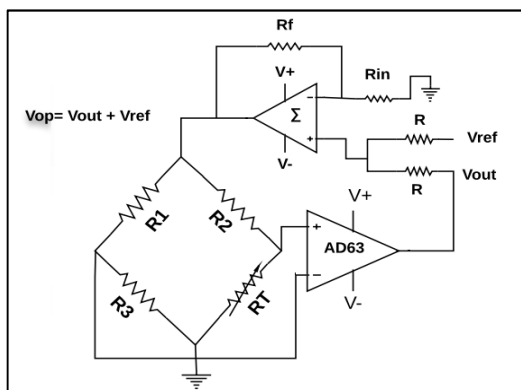 Rf
V+
Rin
Σ
−
+
R
Vref
Vop= Vout + Vref
V-
R
Vout
R1
R2
V+
+
AD63
−
R3
RT
V-